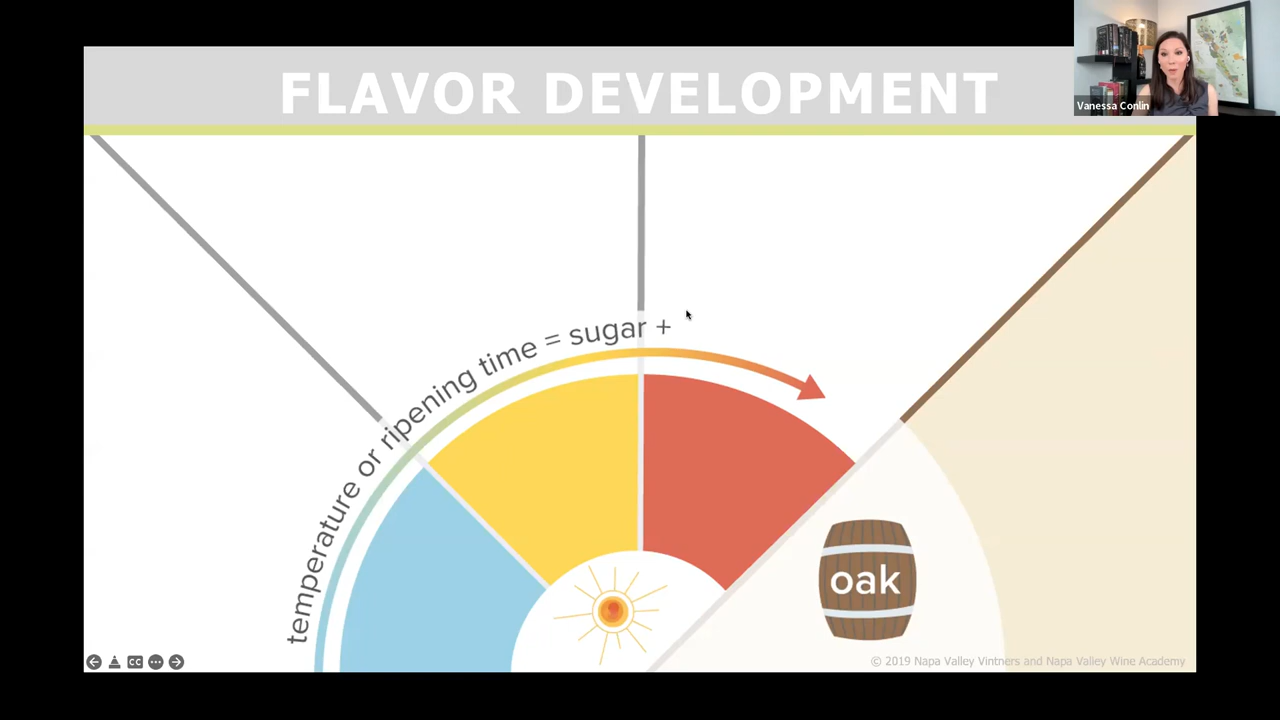 FLAVOR DEVELOPMENT
Vanessa Conlin
temperature or ripening time = sugar +
oak
CC
© 2019 Napa Valley Vintners and Napa Valley Wine Academy